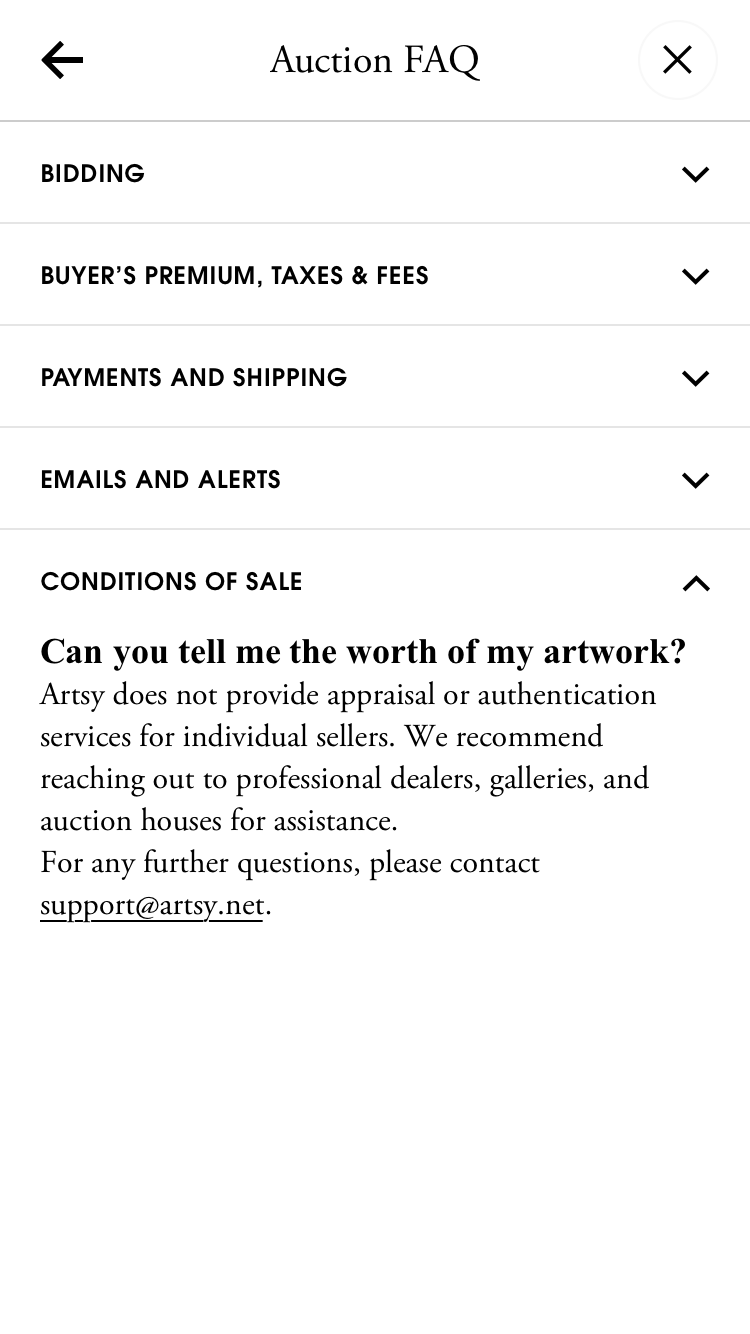 Auction FAQ
BIDDING
BUYER’S PREMIUM, TAXES & FEES
PAYMENTS AND SHIPPING
EMAILS AND ALERTS
CONDITIONS OF SALE
Can you tell me the worth of my artwork?
Artsy does not provide appraisal or authentication
services for individual sellers. We recommend
reaching out to professional dealers, galleries, and
auction houses for assistance.
For any further questions, please contact
support@artsy.net.